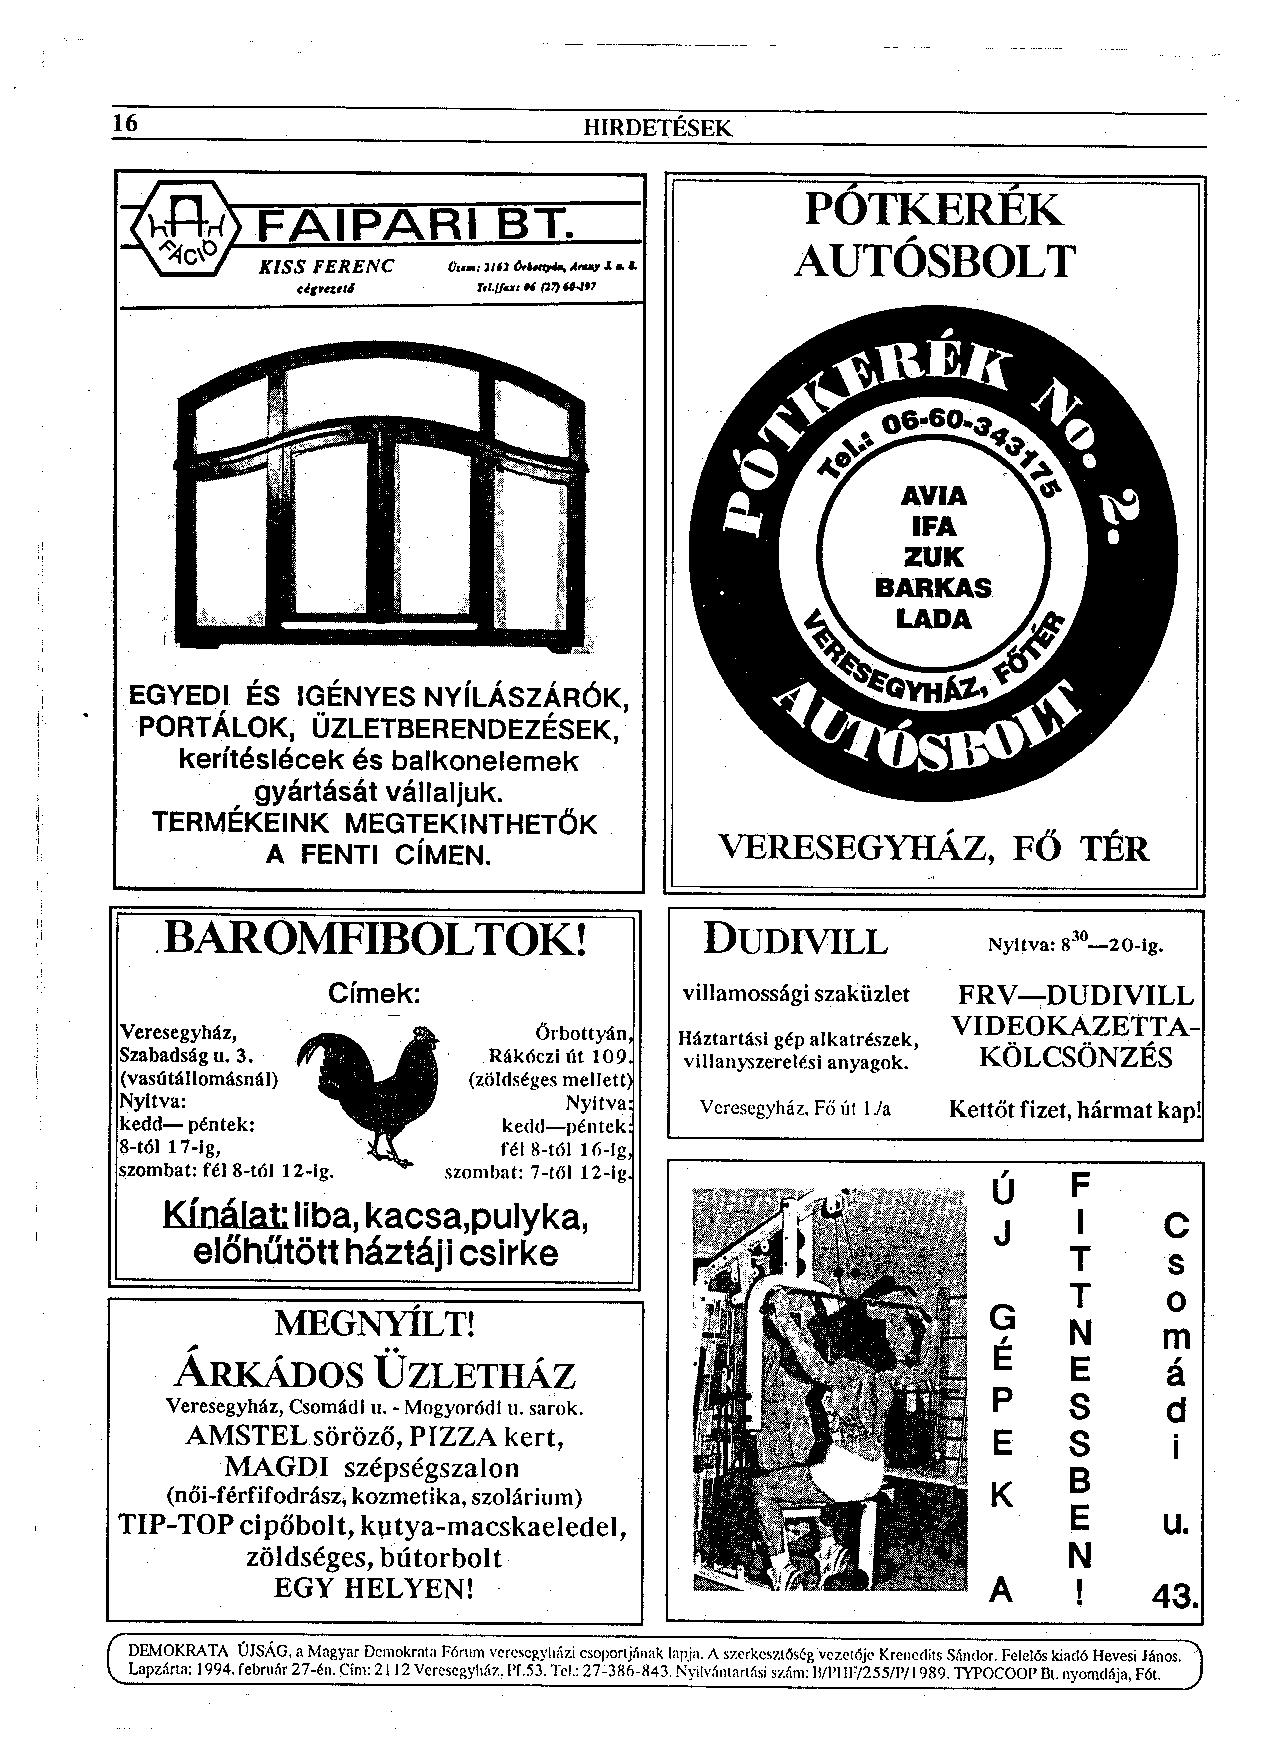 16
HIRDETÉSEK
FACIÓ
FAIPARI BT.
KISS FERENC
cégvezető
Üzem: 2162 Őrbottyán, Arany J. u. 8.
Tel./fax: 06 (27)
EGYEDI ÉS IGÉNYES NYÍLÁSZÁRÓK,
PORTÁLOK, ÜZLETBERENDEZÉSEK,
kerítéslécek és balkonelemek
gyártását vállaljuk.
TERMÉKEINK MEGTEKINTHETŐK
A FENTI CÍMEN.
PÓTKERÉK
AUTÓSBOLT
PÓTKERÉK No. 2.
Tel.: 06-60-343175
AVIA
IFA
ZUK
BARKAS
LADA
VERESEGYHÁZ, FŐTÉR
AUTÓSBOLT
VERESEGYHÁZ, FŐ TÉR
BAROMFIBOLTOK!
Címek:
Veresegyház,
Szabadság u. 3.
(vasútállomásnál)
Nyitva:
kedd—péntek:
8-tól 17-ig,
szombat: fél 8-tól 12-ig.
Őrbottyán,
Rákóczi út 109.
(zöldséges mellett)
Nyitva:
kedd—péntek:
fél 8-tól 16-ig,
szombat: 7-től 12-ig.
Kínálat: liba, kacsa,pulyka,
előhűtött háztáji csirke
DUDIVILL
villamossági szaküzlet
Háztartási gép alkatrészek,
villanyszerelési anyagok.
Veresegyház, Fő út 1/a
Nyitva: 8³⁰—20-ig.
FRV—DUDIVILL
VIDEOKAZETTA-
KÖLCSÖNZÉS
Kettőt fizet, hármat kap!
MEGNYÍLT!
ÁRKÁDOS ÜZLETHÁZ
Veresegyház, Csomádi u. - Mogyoródi u. sarok.
AMSTEL söröző, PIZZA kert,
MAGDI szépségszalon
(női-férfifodrász, kozmetika, szolárium)
TIP-TOP cipőbolt, kutya-macskaeledel,
zöldséges, bútorbolt
EGY HELYEN!
ÚJ GÉPEK A
FITTNESSBEN!
Csomádi u. 43.
DEMOKRATA ÚJSÁG, a Magyar Demokrata Fórum veresegyházi csoportjának lapja. A szerkesztőség vezetője Krenedits Sándor. Felelős kiadó Hevesi János.
Lapzárta: 1994. február 27-én. Cím: 2112 Veresegyház, Pf.53. Tel.: 27-386-843. Nyilvántartási szám: B/PHF/255/P/1989. TYPOCOOP Bt. nyomdája, Fót.